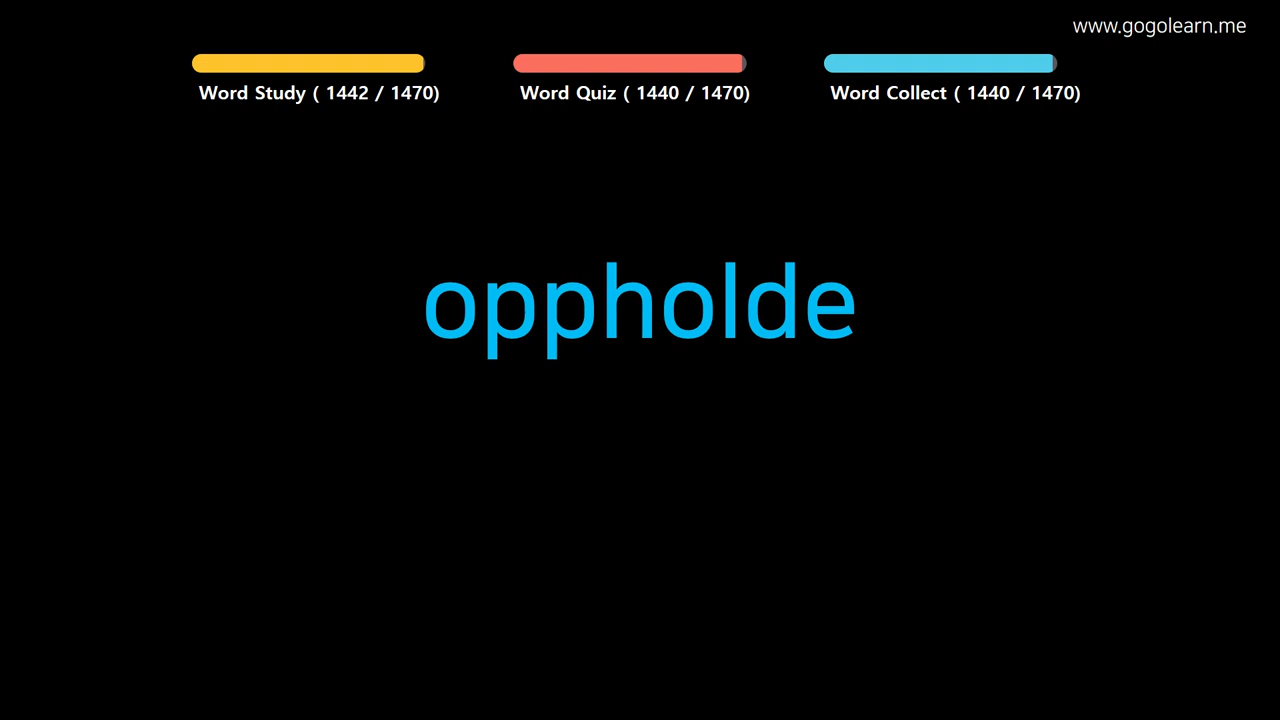 www.gogolearn.me
Word Study ( 1442 / 1470)
Word Quiz ( 1440 / 1470)
Word Collect ( 1440 / 1470)
oppholde